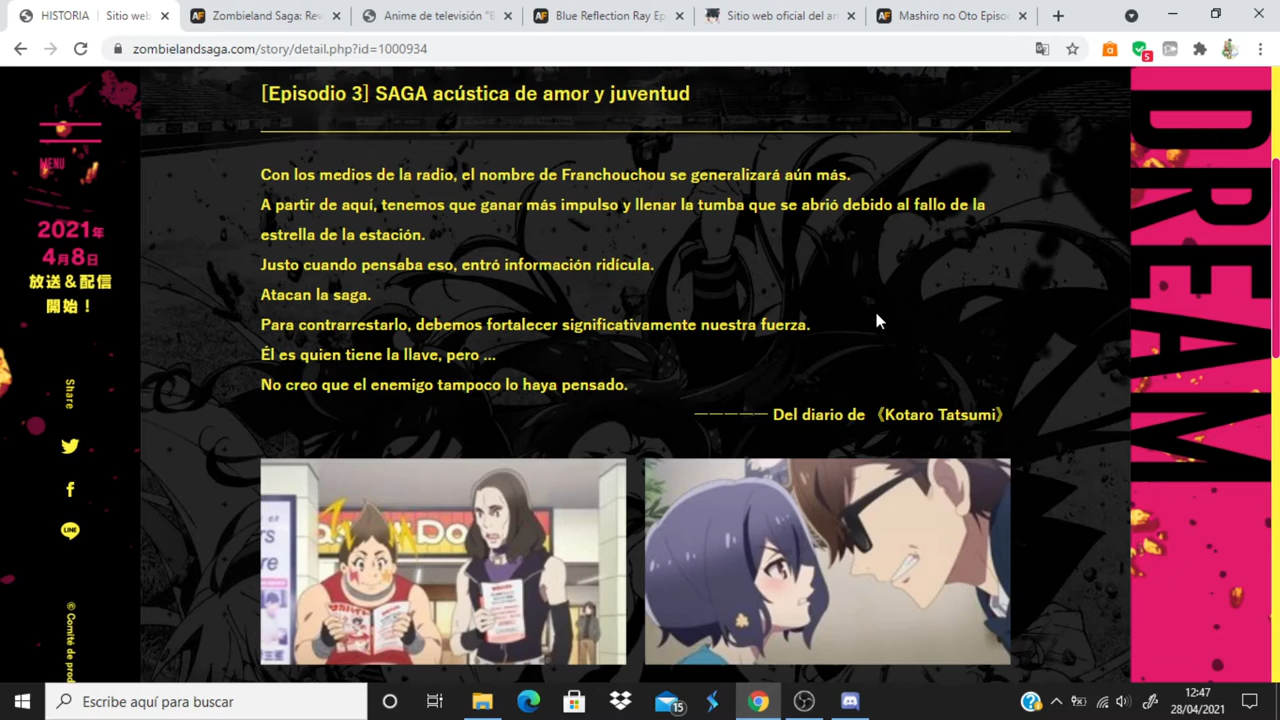 HISTORIA | Sitio web
Zombieland Saga: Rev
Anime de televisión "B
Blue Reflection Ray Ep
Sitio web oficial del an
Mashiro no Oto Episo
zombielandsaga.com/story/detail.php?id=1000934
5
MENU
2021年
4月8日
放送&配信
開始!
Share
© Comité de prod
[Episodio 3] SAGA acústica de amor y juventud
Con los medios de la radio, el nombre de Franchouchou se generalizará aún más.
A partir de aquí, tenemos que ganar más impulso y llenar la tumba que se abrió debido al fallo de la
estrella de la estación.
Justo cuando pensaba eso, entró información ridícula.
Atacan la saga.
Para contrarrestarlo, debemos fortalecer significativamente nuestra fuerza.
Él es quien tiene la llave, pero ...
No creo que el enemigo tampoco lo haya pensado.
————— Del diario de 《Kotaro Tatsumi》
DREAM
LINE
Escribe aquí para buscar
15
12:47
28/04/2021